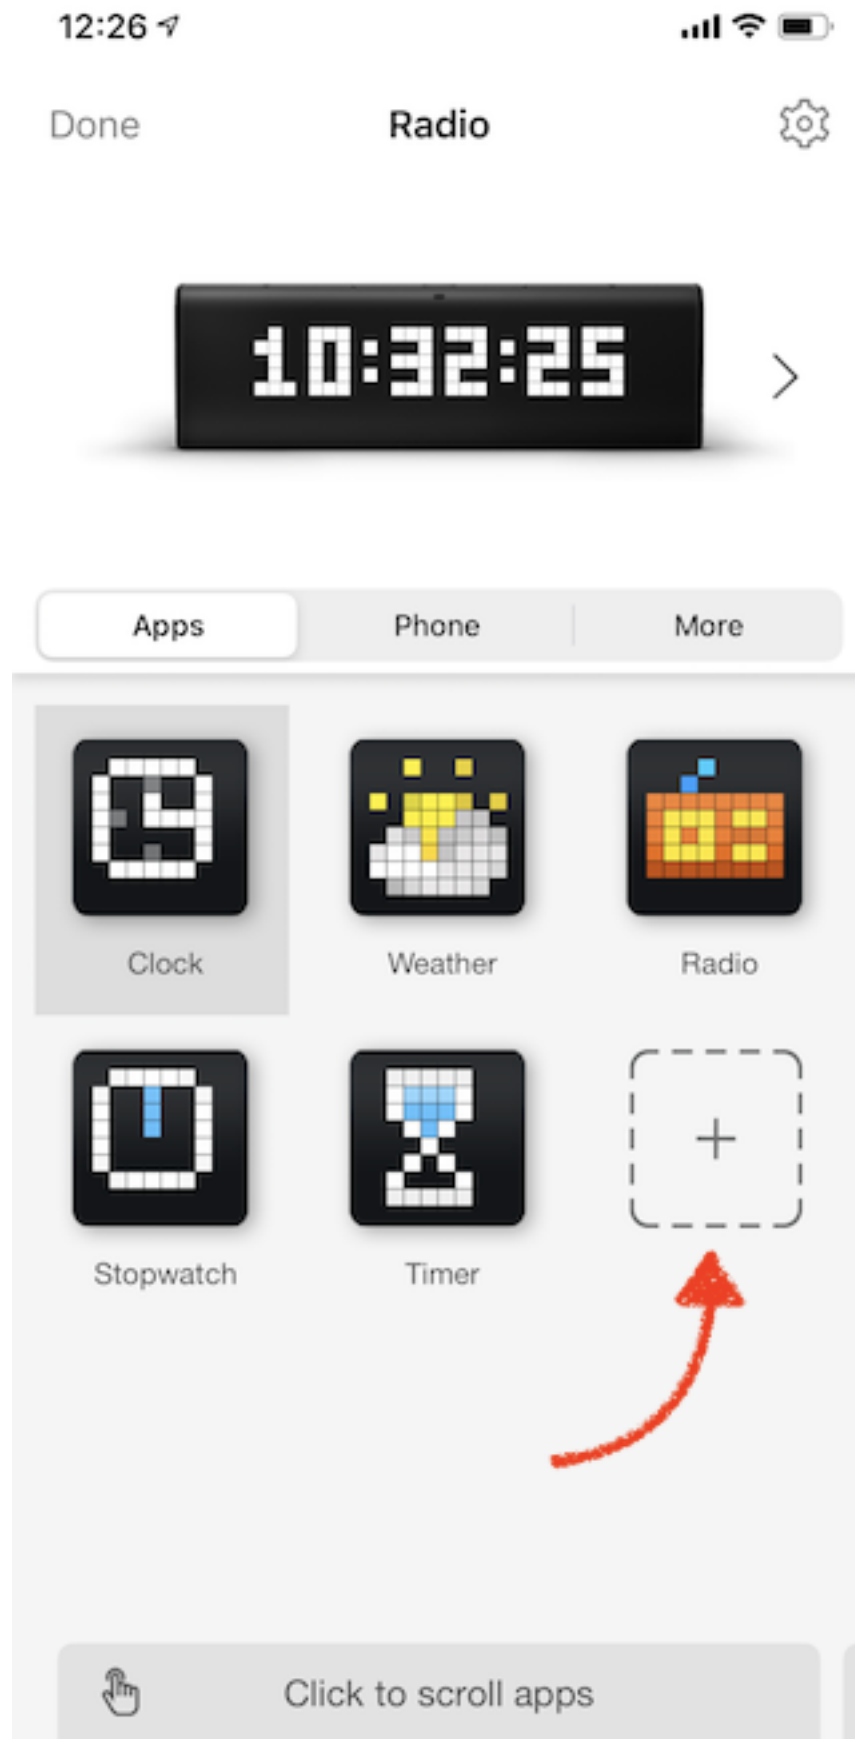 12:26
Done Radio
10:32:25
Apps Phone More
Clock Weather Radio
Stopwatch Timer
Click to scroll apps